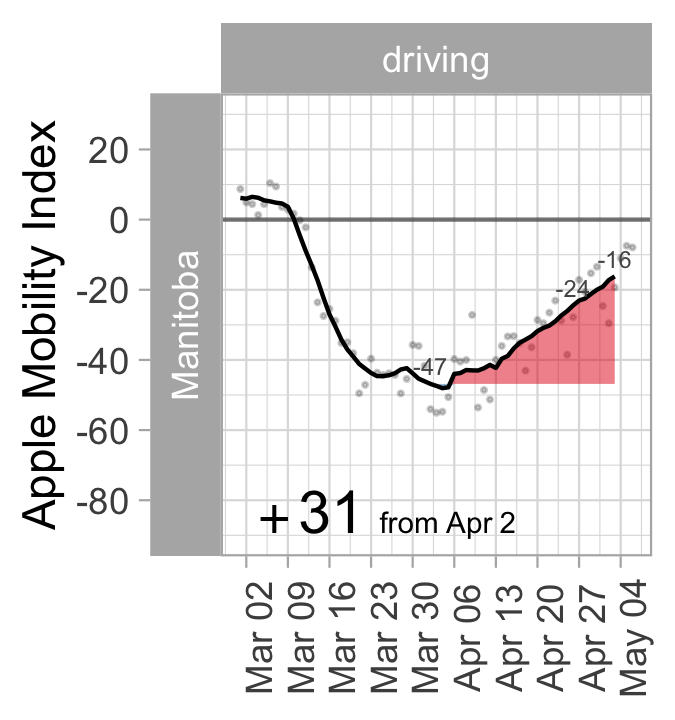 driving
Apple Mobility Index
Manitoba
20
0
-20
-40
-60
-80
-47
-24
-16
+31 from Apr 2
Mar 02
Mar 09
Mar 16
Mar 23
Mar 30
Apr 06
Apr 13
Apr 20
Apr 27
May 04